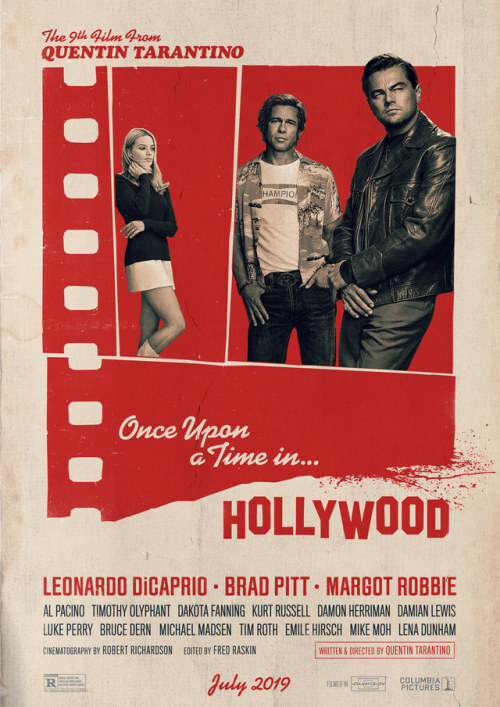 The 9th Film From
QUENTIN TARANTINO
CHAMPION
Once Upon
a Time in...
HOLLYWOOD
LEONARDO DiCAPRIO • BRAD PITT • MARGOT ROBBIE
AL PACINO TIMOTHY OLYPHANT DAKOTA FANNING KURT RUSSELL DAMON HERRIMAN DAMIAN LEWIS
LUKE PERRY BRUCE DERN MICHAEL MADSEN TIM ROTH EMILE HIRSCH MIKE MOH LENA DUNHAM
CINEMATOGRAPHY BY ROBERT RICHARDSON EDITED BY FRED RASKIN WRITTEN & DIRECTED BY QUENTIN TARANTINO
R
July 2019
FILMED IN
COLUMBIA
PICTURES